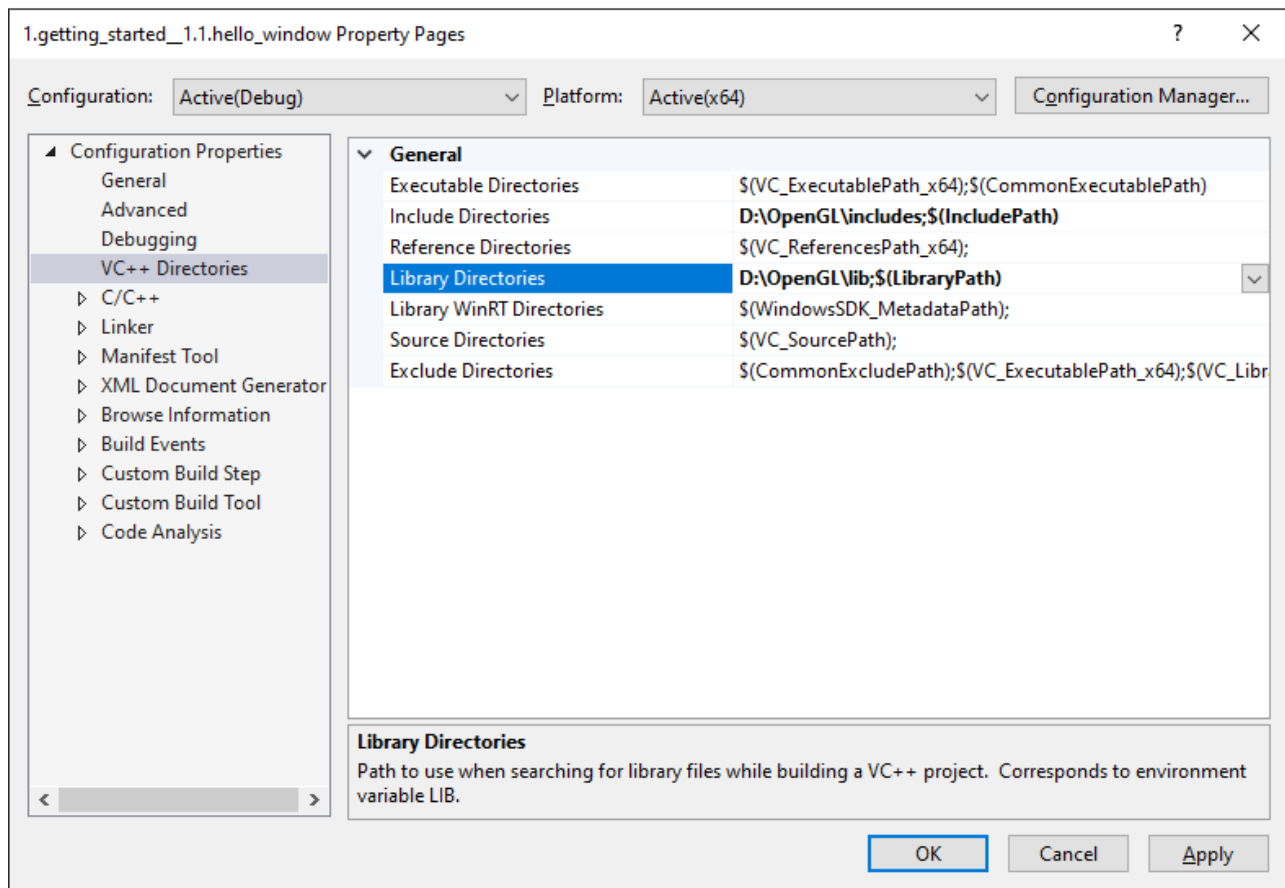 1.getting_started__1.1.hello_window Property Pages
?
Configuration: Active(Debug) Platform: Active(x64) Configuration Manager...
Configuration Properties
General
Advanced
Debugging
VC++ Directories
C/C++
Linker
Manifest Tool
XML Document Generator
Browse Information
Build Events
Custom Build Step
Custom Build Tool
Code Analysis
General
Executable Directories $(VC_ExecutablePath_x64);$(CommonExecutablePath)
Include Directories D:\OpenGL\includes;$(IncludePath)
Reference Directories $(VC_ReferencesPath_x64);
Library Directories D:\OpenGL\lib;$(LibraryPath)
Library WinRT Directories $(WindowsSDK_MetadataPath);
Source Directories $(VC_SourcePath);
Exclude Directories $(CommonExcludePath);$(VC_ExecutablePath_x64);$(VC_Libr
Library Directories
Path to use when searching for library files while building a VC++ project.  Corresponds to environment
variable LIB.
OK Cancel Apply